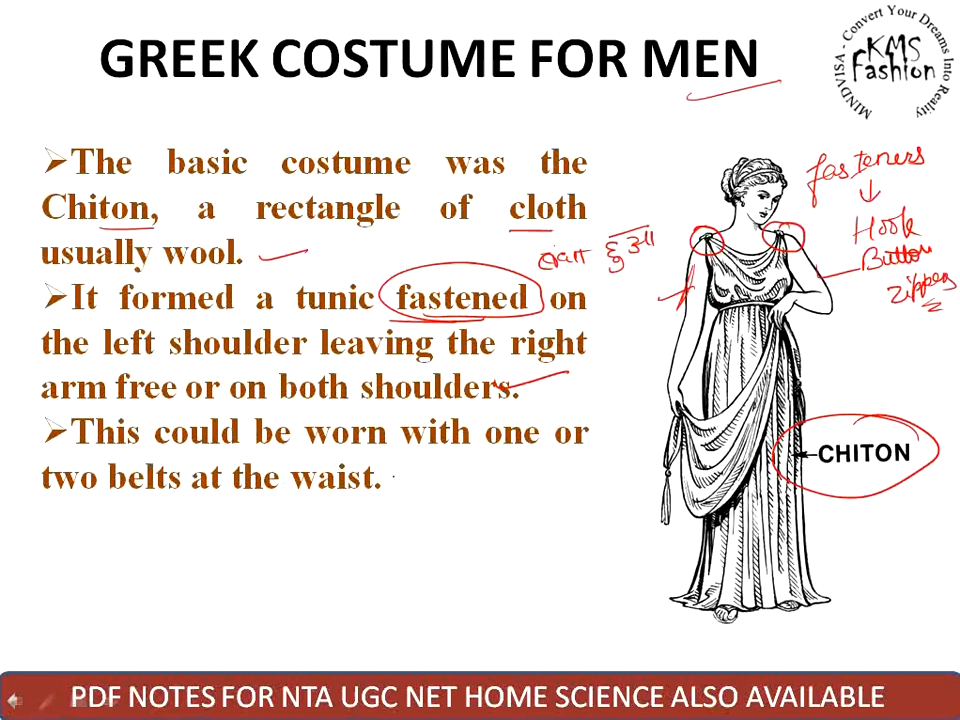 GREEK COSTUME FOR MEN
MINDVISA - Convert Your Dreams Into Reality
KMS
Fashion
➢The basic costume was the
Chiton, a rectangle of cloth
usually wool.
➢It formed a tunic fastened on
the left shoulder leaving the right
arm free or on both shoulders.
➢This could be worn with one or
two belts at the waist.
fasteners
Hook
Button
Zippers
CHITON
PDF NOTES FOR NTA UGC NET HOME SCIENCE ALSO AVAILABLE